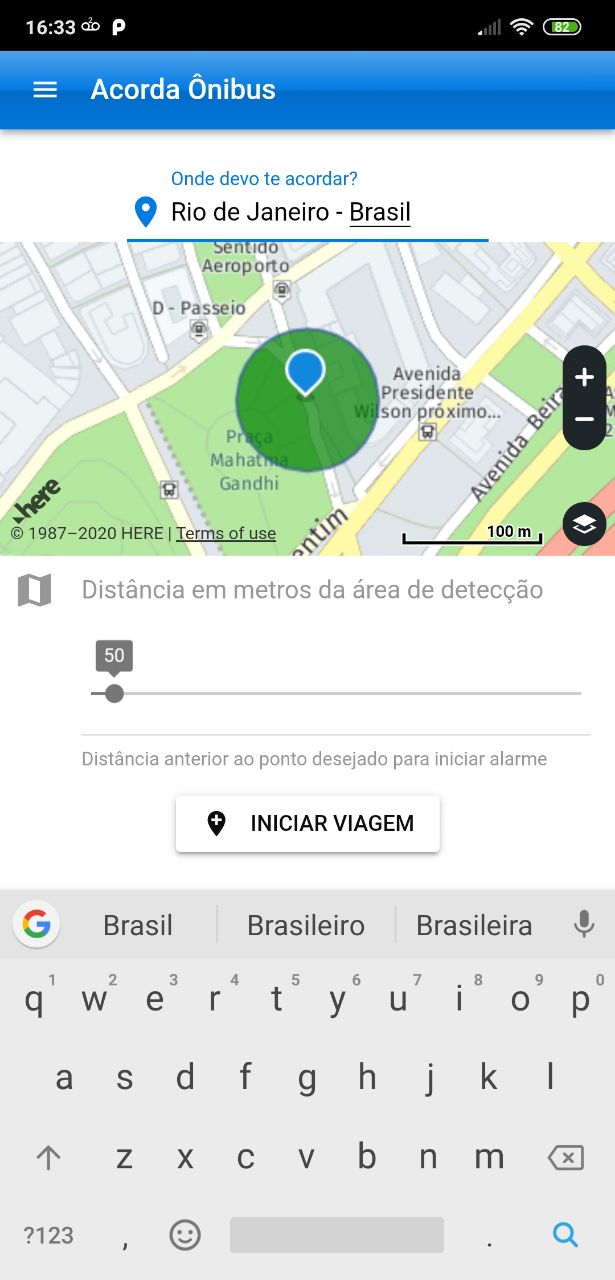 16:33
82
Acorda Ônibus
Onde devo te acordar?
Rio de Janeiro - Brasil
Sentido
Aeroporto
D - Passeio
Avenida
Presidente
Wilson próximo...
Praça
Mahatma
Gandhi
Avenida Beira
entim
here
© 1987–2020 HERE | Terms of use
100 m
Distância em metros da área de detecção
50
Distância anterior ao ponto desejado para iniciar alarme
INICIAR VIAGEM
Brasil Brasileiro Brasileira
1 2 3 4 5 6 7 8 9 0
q w e r t y u i o p
a s d f g h j k l
z x c v b n m
?123 , .